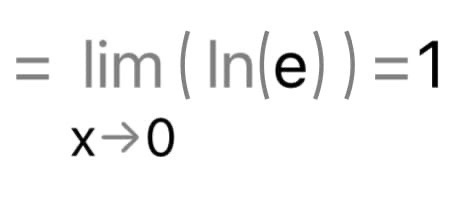 = lim ( ln(e) ) = 1
x→0